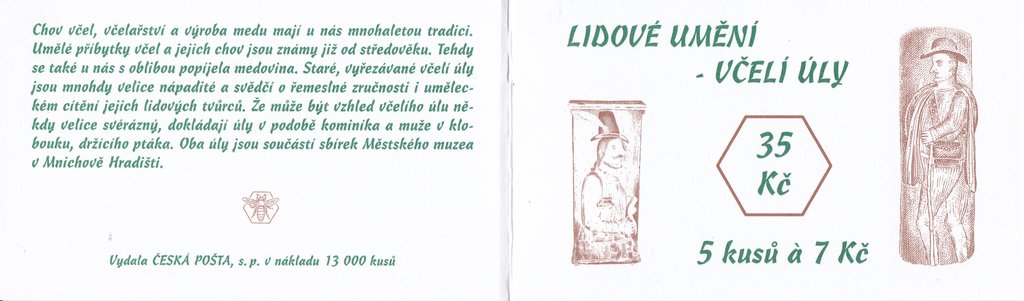 Chov včel, včelařství a výroba medu mají u nás mnohaletou tradici.
Umělé příbytky včel a jejich chov jsou známy již od středověku. Tehdy
se také u nás s oblibou popíjela medovina. Staré, vyřezávané včelí úly
jsou mnohdy velice nápadité a svědčí o řemeslné zručnosti i umělec-
kém cítění jejich lidových tvůrců. Že může být vzhled včelího úlu ně-
kdy velice svérázný, dokládají úly v podobě kominíka a muže v klo-
bouku, držícího ptáka. Oba úly jsou součástí sbírek Městského muzea
v Mnichově Hradišti.
Vydala ČESKÁ POŠTA, s. p. v nákladu 13 000 kusů
LIDOVÉ UMĚNÍ
- VČELÍ ÚLY
35
Kč
5 kusů à 7 Kč